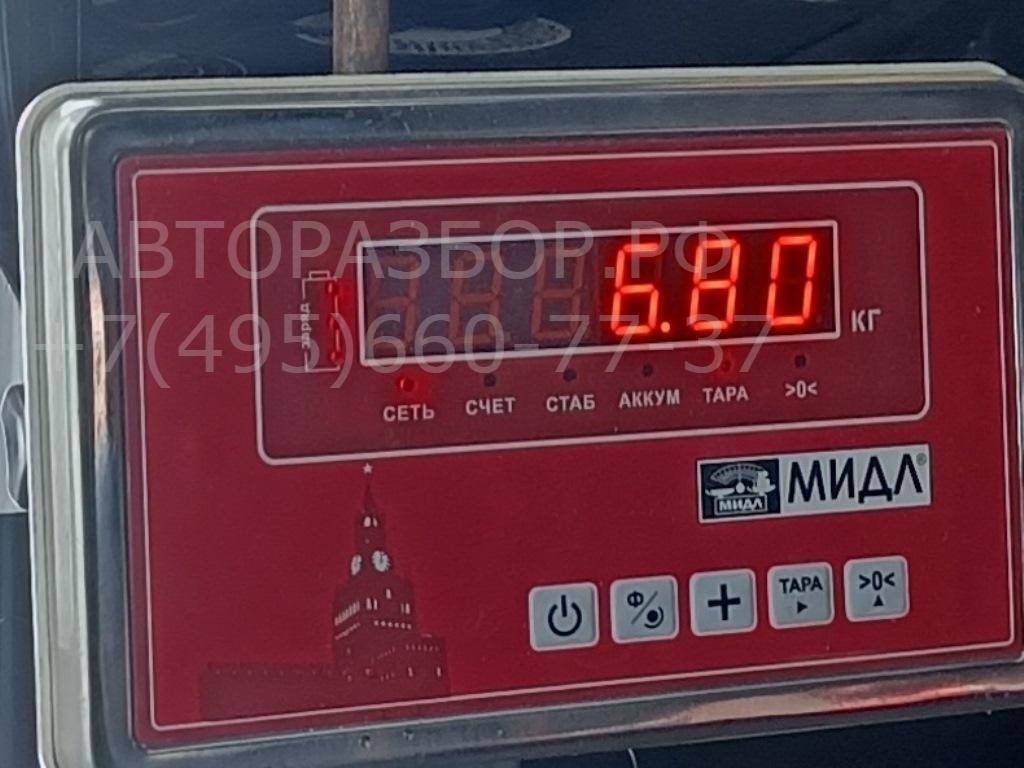 АВТОРАЗБОР.РФ
+7(495)660-77-37
6.80
КГ
заряд
СЕТЬ СЧЕТ СТАБ АККУМ ТАРА >0<
МИДЛ МИДЛ®
Ф ТАРА >0<